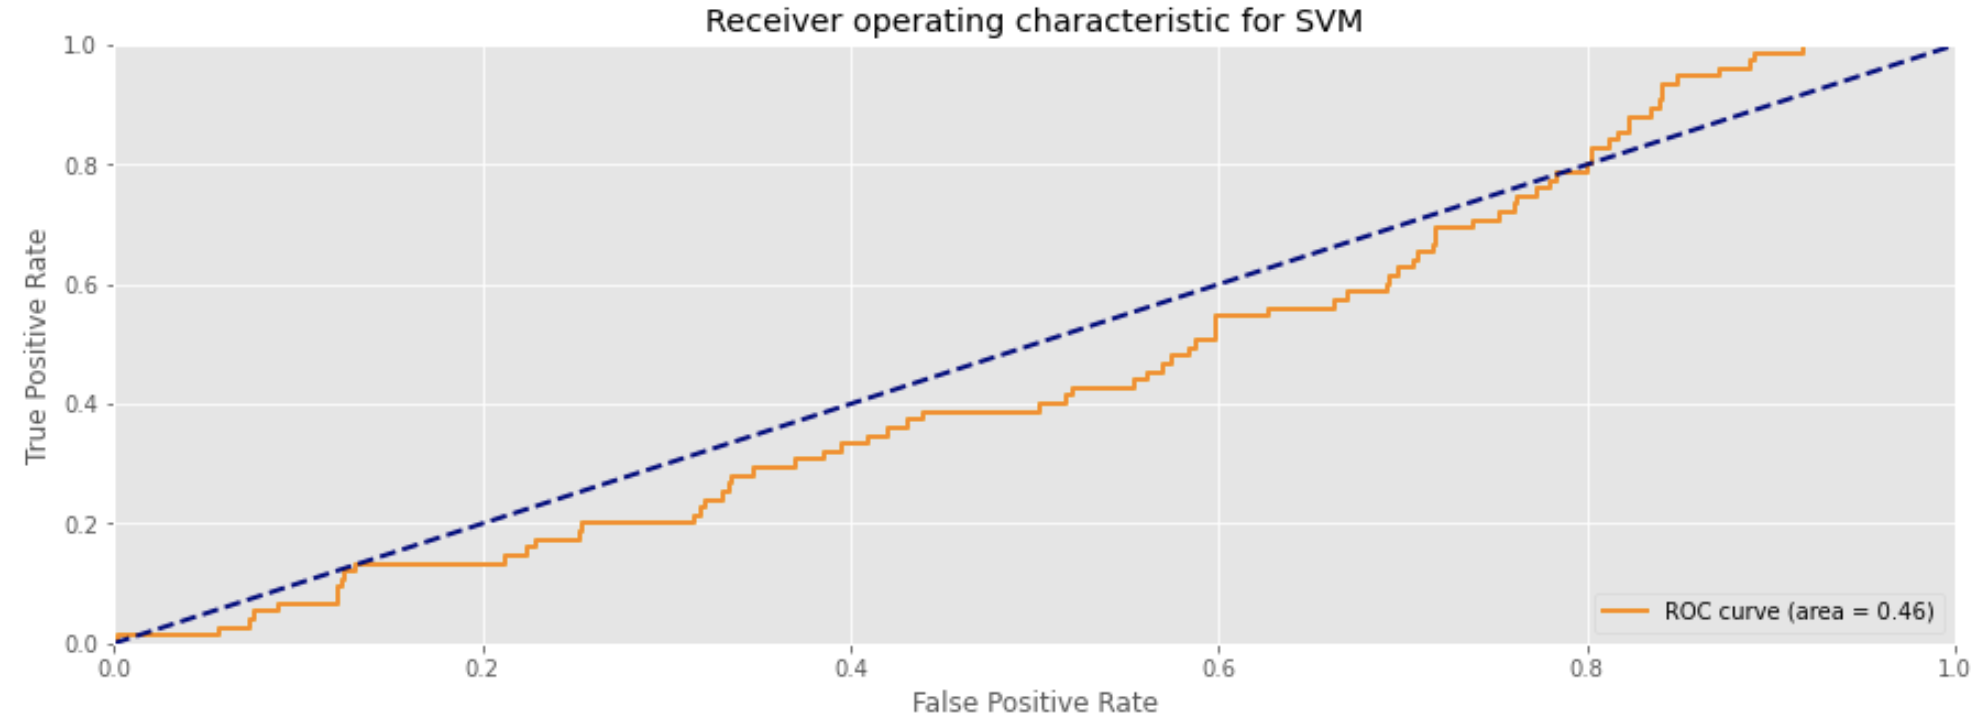 Receiver operating characteristic for SVM
1.0
0.8
0.6
0.4
0.2
0.0
True Positive Rate
ROC curve (area = 0.46)
0.0 0.2 0.4 0.6 0.8 1.0
False Positive Rate